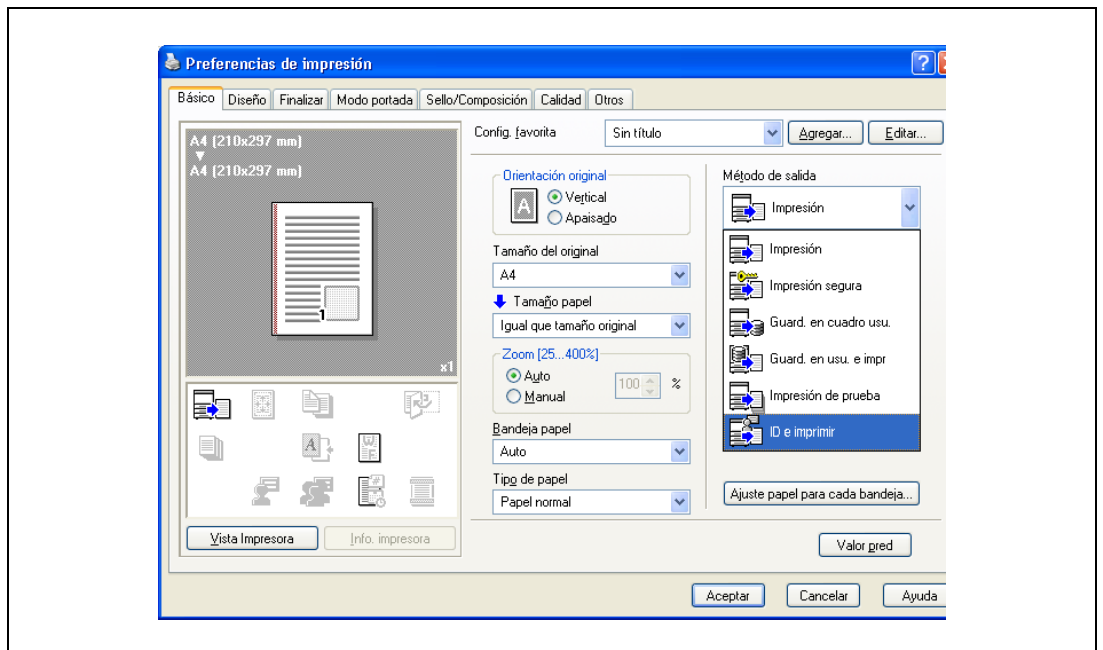 Preferencias de impresión
Básico Diseño Finalizar Modo portada Sello/Composición Calidad Otros
A4 (210x297 mm)
A4 (210x297 mm)
1
x1
Vista Impresora Info. impresora
Config. favorita Sin título Agregar... Editar...
Orientación original
A
Vertical
Apaisado
Tamaño del original
A4
Tamaño papel
Igual que tamaño original
Zoom [25...400%]
Auto
Manual
100 %
Bandeja papel
Auto
Tipo de papel
Papel normal
Método de salida
Impresión
Impresión
Impresión segura
Guard. en cuadro usu.
Guard. en usu. e impr
Impresión de prueba
ID e imprimir
Ajuste papel para cada bandeja...
Valor pred
Aceptar Cancelar Ayuda